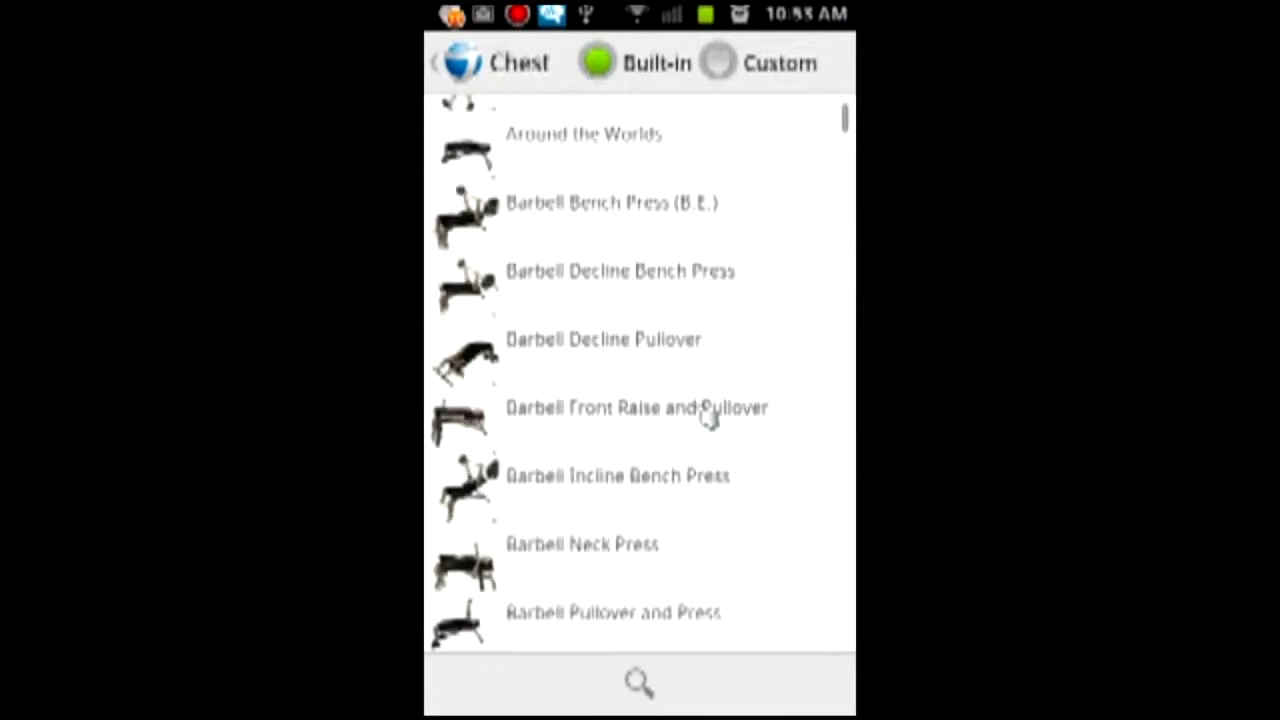 10:53 AM
Chest
Built-in
Custom
Around the Worlds
Barbell Bench Press (B.E.)
Barbell Decline Bench Press
Barbell Decline Pullover
Barbell Front Raise and Pullover
Barbell Incline Bench Press
Barbell Neck Press
Barbell Pullover and Press